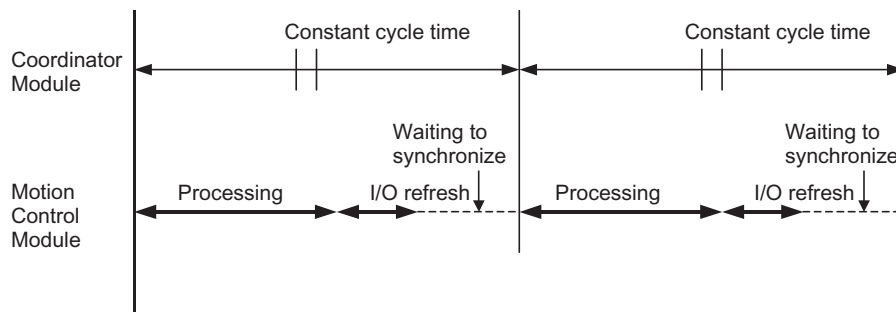 Constant cycle time
Constant cycle time
Coordinator
Module
Waiting to
synchronize
Waiting to
synchronize
Motion
Control
Module
Processing
I/O refresh
Processing
I/O refresh